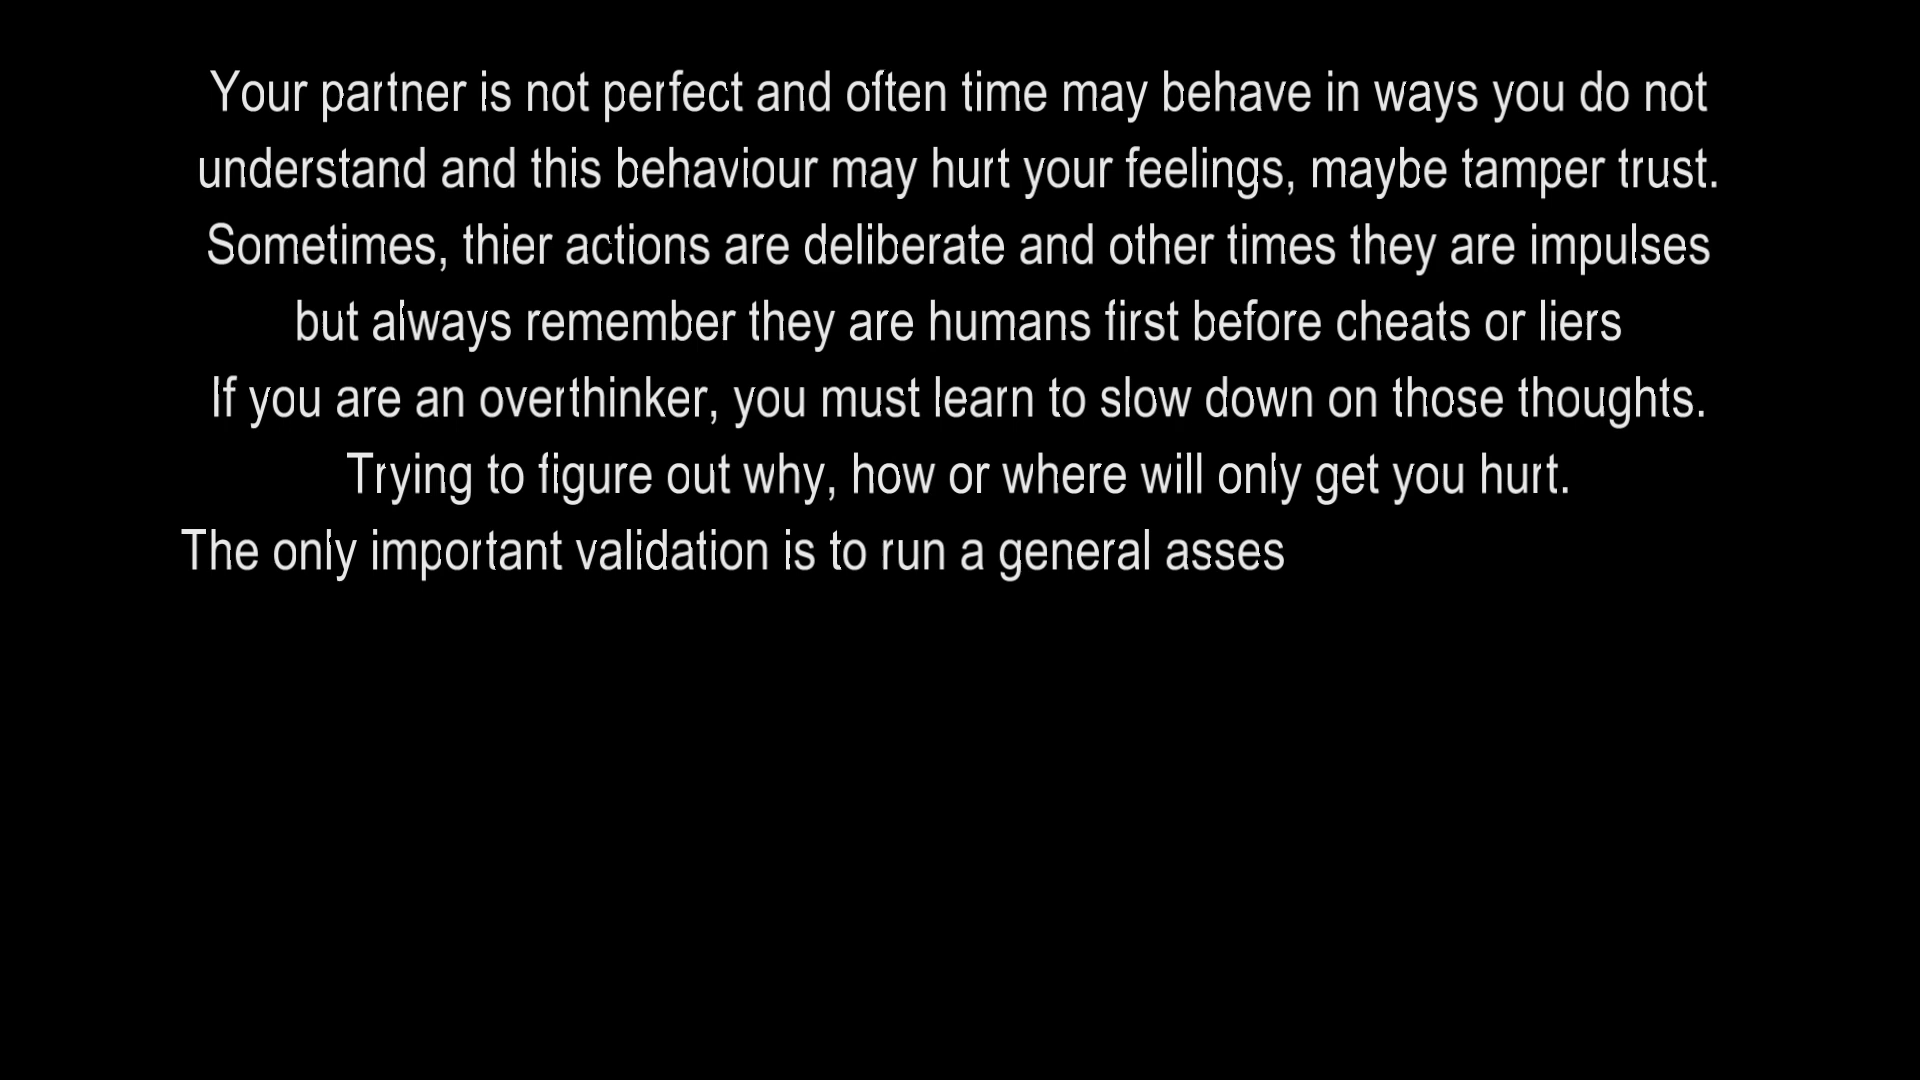 Your partner is not perfect and often time may behave in ways you do not
understand and this behaviour may hurt your feelings, maybe tamper trust.
Sometimes, thier actions are deliberate and other times they are impulses
but always remember they are humans first before cheats or liers
If you are an overthinker, you must learn to slow down on those thoughts.
Trying to figure out why, how or where will only get you hurt.
The only important validation is to run a general asses